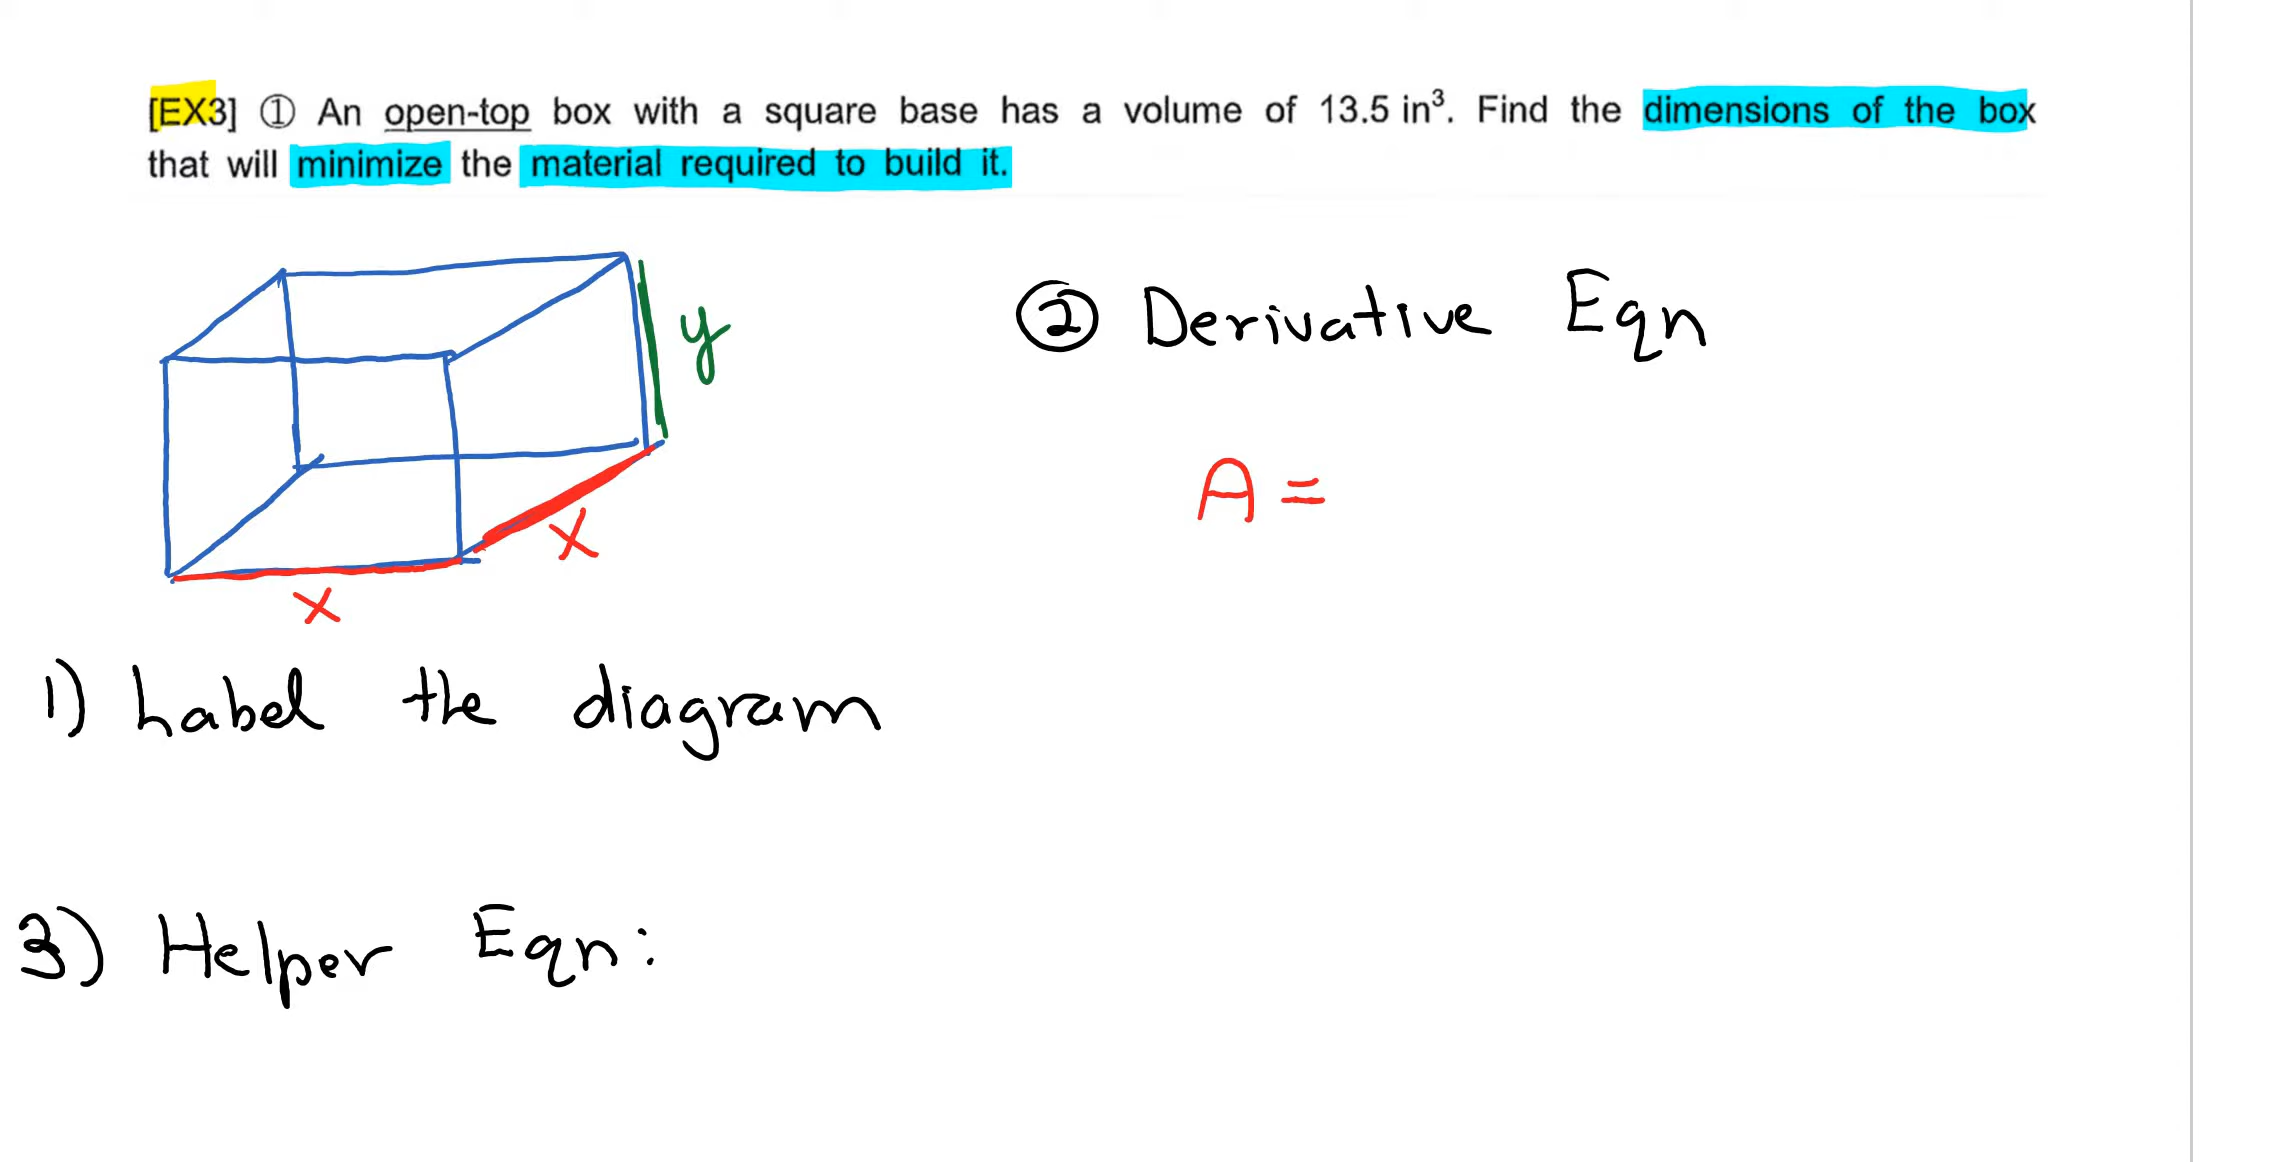 [EX3] ① An open-top box with a square base has a volume of 13.5 in³. Find the dimensions of the box
that will minimize the material required to build it.
y
x
x
② Derivative Eqn
A =
1) Label the diagram
3) Helper Eqn: